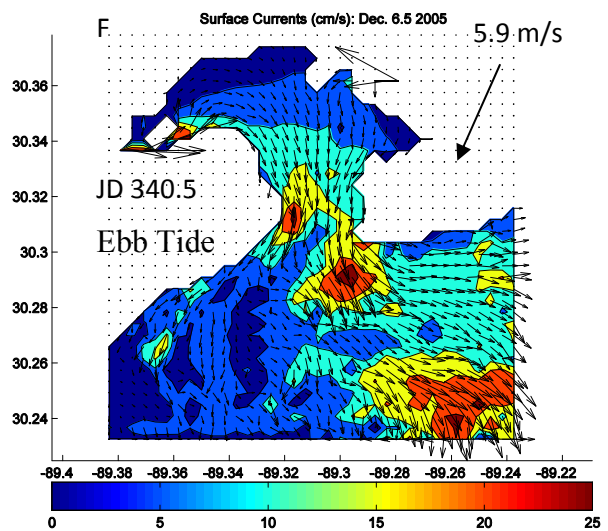 Surface Currents (cm/s): Dec. 6.5 2005
F
5.9 m/s
30.36
30.34
JD 340.5
30.32
Ebb Tide
30.3
30.28
30.26
30.24
-89.4 -89.38 -89.36 -89.34 -89.32 -89.3 -89.28 -89.26 -89.24 -89.22
0 5 10 15 20 25